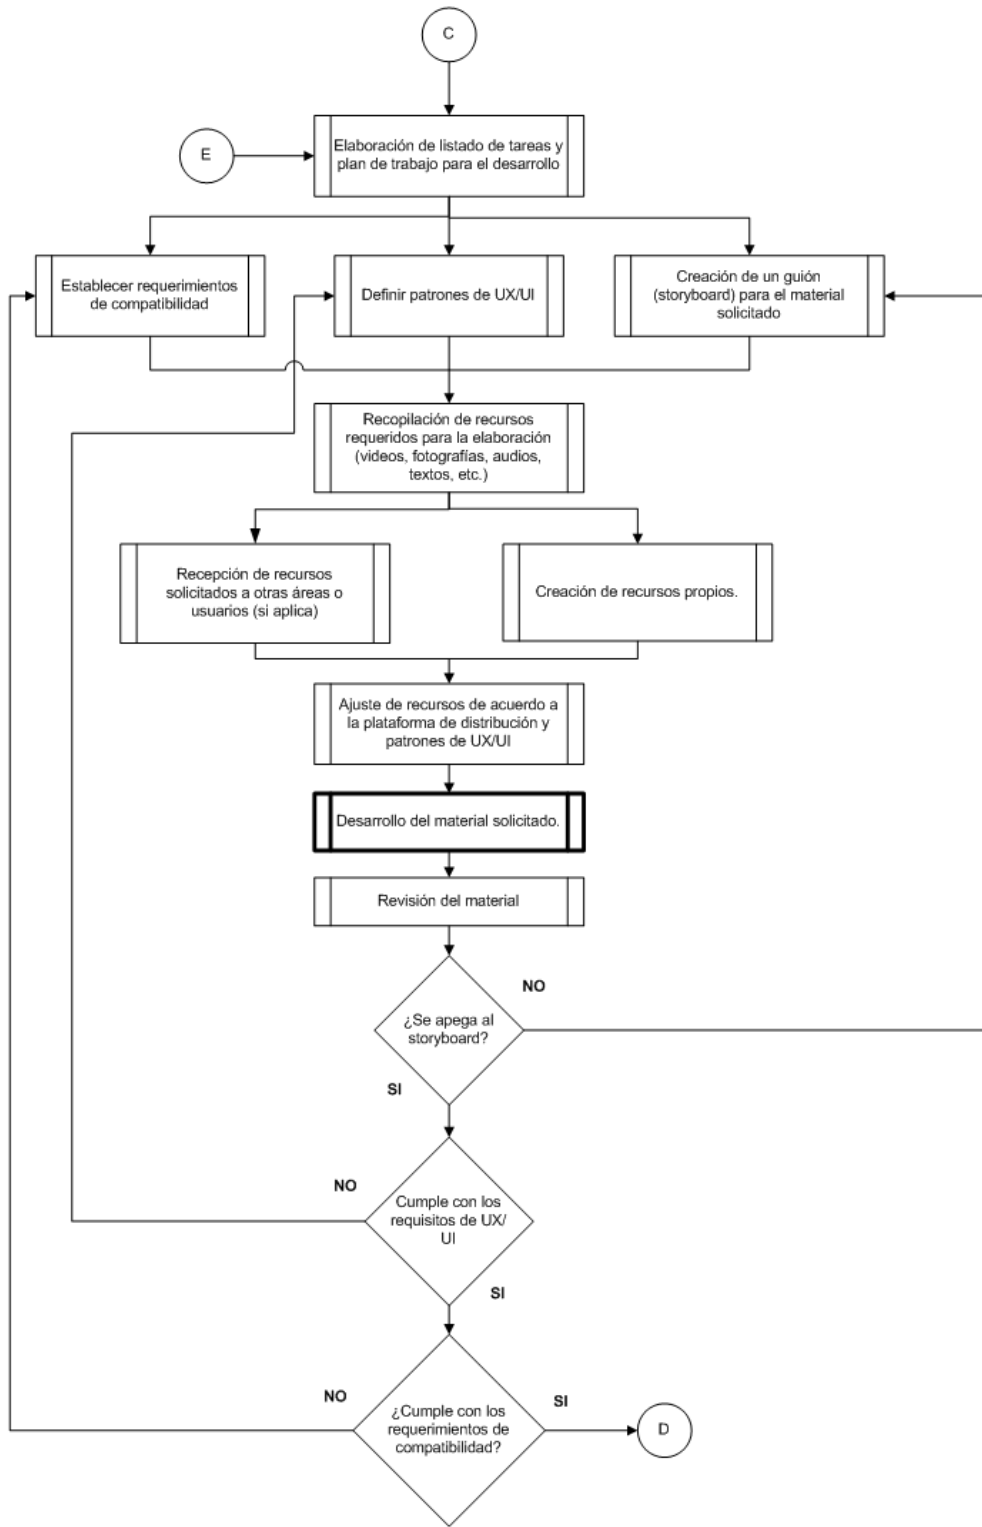 C
E
Elaboración de listado de tareas y
plan de trabajo para el desarrollo
Establecer requerimientos
de compatibilidad
Definir patrones de UX/UI
Creación de un guión
(storyboard) para el material
solicitado
Recopilación de recursos
requeridos para la elaboración
(videos, fotografías, audios,
textos, etc.)
Recepción de recursos
solicitados a otras áreas o
usuarios (si aplica)
Creación de recursos propios.
Ajuste de recursos de acuerdo a
la plataforma de distribución y
patrones de UX/UI
Desarrollo del material solicitado.
Revisión del material
NO
¿Se apega al
storyboard?
SI
NO
Cumple con los
requisitos de UX/
UI
SI
NO
SI
¿Cumple con los
requerimientos de
compatibilidad?
D